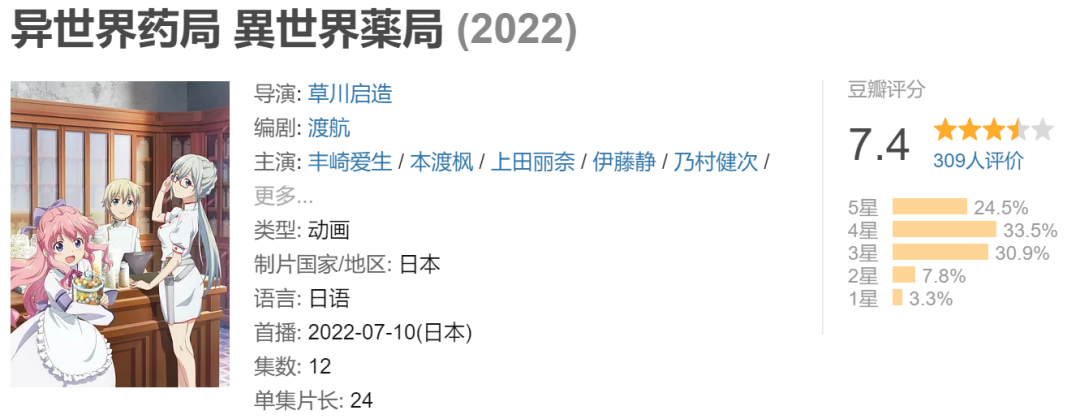 异世界药局 異世界薬局 (2022)
导演: 草川启造
编剧: 渡航
主演: 丰崎爱生 / 本渡枫 / 上田丽奈 / 伊藤静 / 乃村健次 /
更多...
类型: 动画
制片国家/地区: 日本
语言: 日语
首播: 2022-07-10(日本)
集数: 12
单集片长: 24
豆瓣评分
7.4
309人评价
5星 24.5%
4星 33.5%
3星 30.9%
2星 7.8%
1星 3.3%